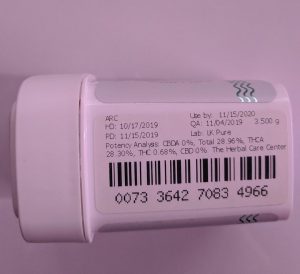 ARC
Use by: 11/15/2020
HD: 10/17/2019 QA: 11/04/2019 3.500 g
PD: 11/15/2019 Lab: LK Pure
Potency Analysis: CBDA 0%, Total 28.96%, THCA
28.30%, THC 0.68%, CBD 0% The Herbal Care Center
0073 3642 7083 4966